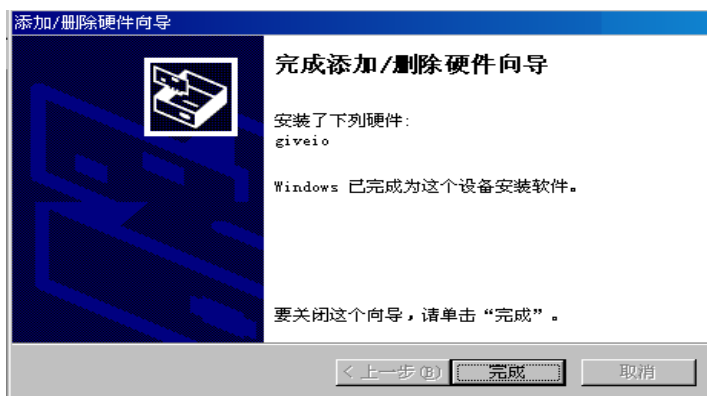 添加/删除硬件向导
完成添加/删除硬件向导
安装了下列硬件:
giveio
Windows 已完成为这个设备安装软件。
要关闭这个向导,请单击“完成”。
< 上一步(B)
完成
取消